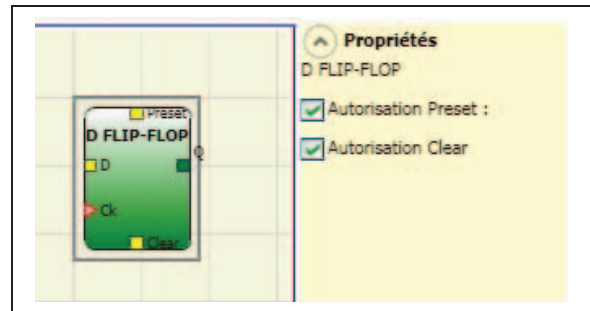 Propriétés
D FLIP-FLOP
Autorisation Preset :
Autorisation Clear
Preset
D FLIP-FLOP
D
Q
Ck
Clear